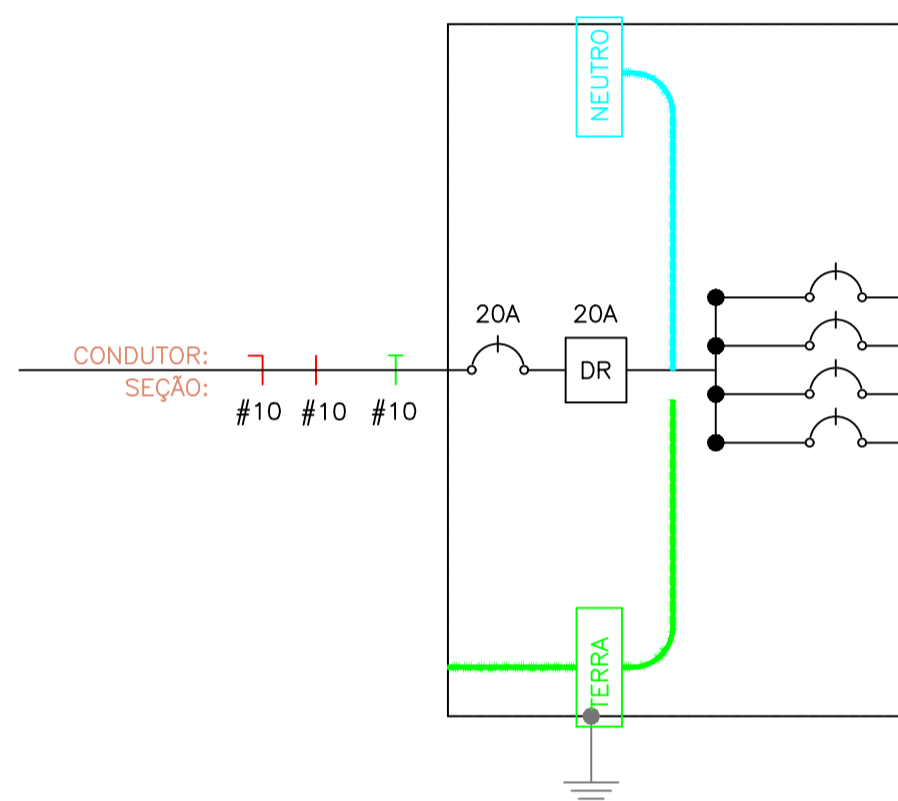 NEUTRO
20A 20A
CONDUTOR:
DR
SEÇÃO:
#10 #10 #10
TERRA